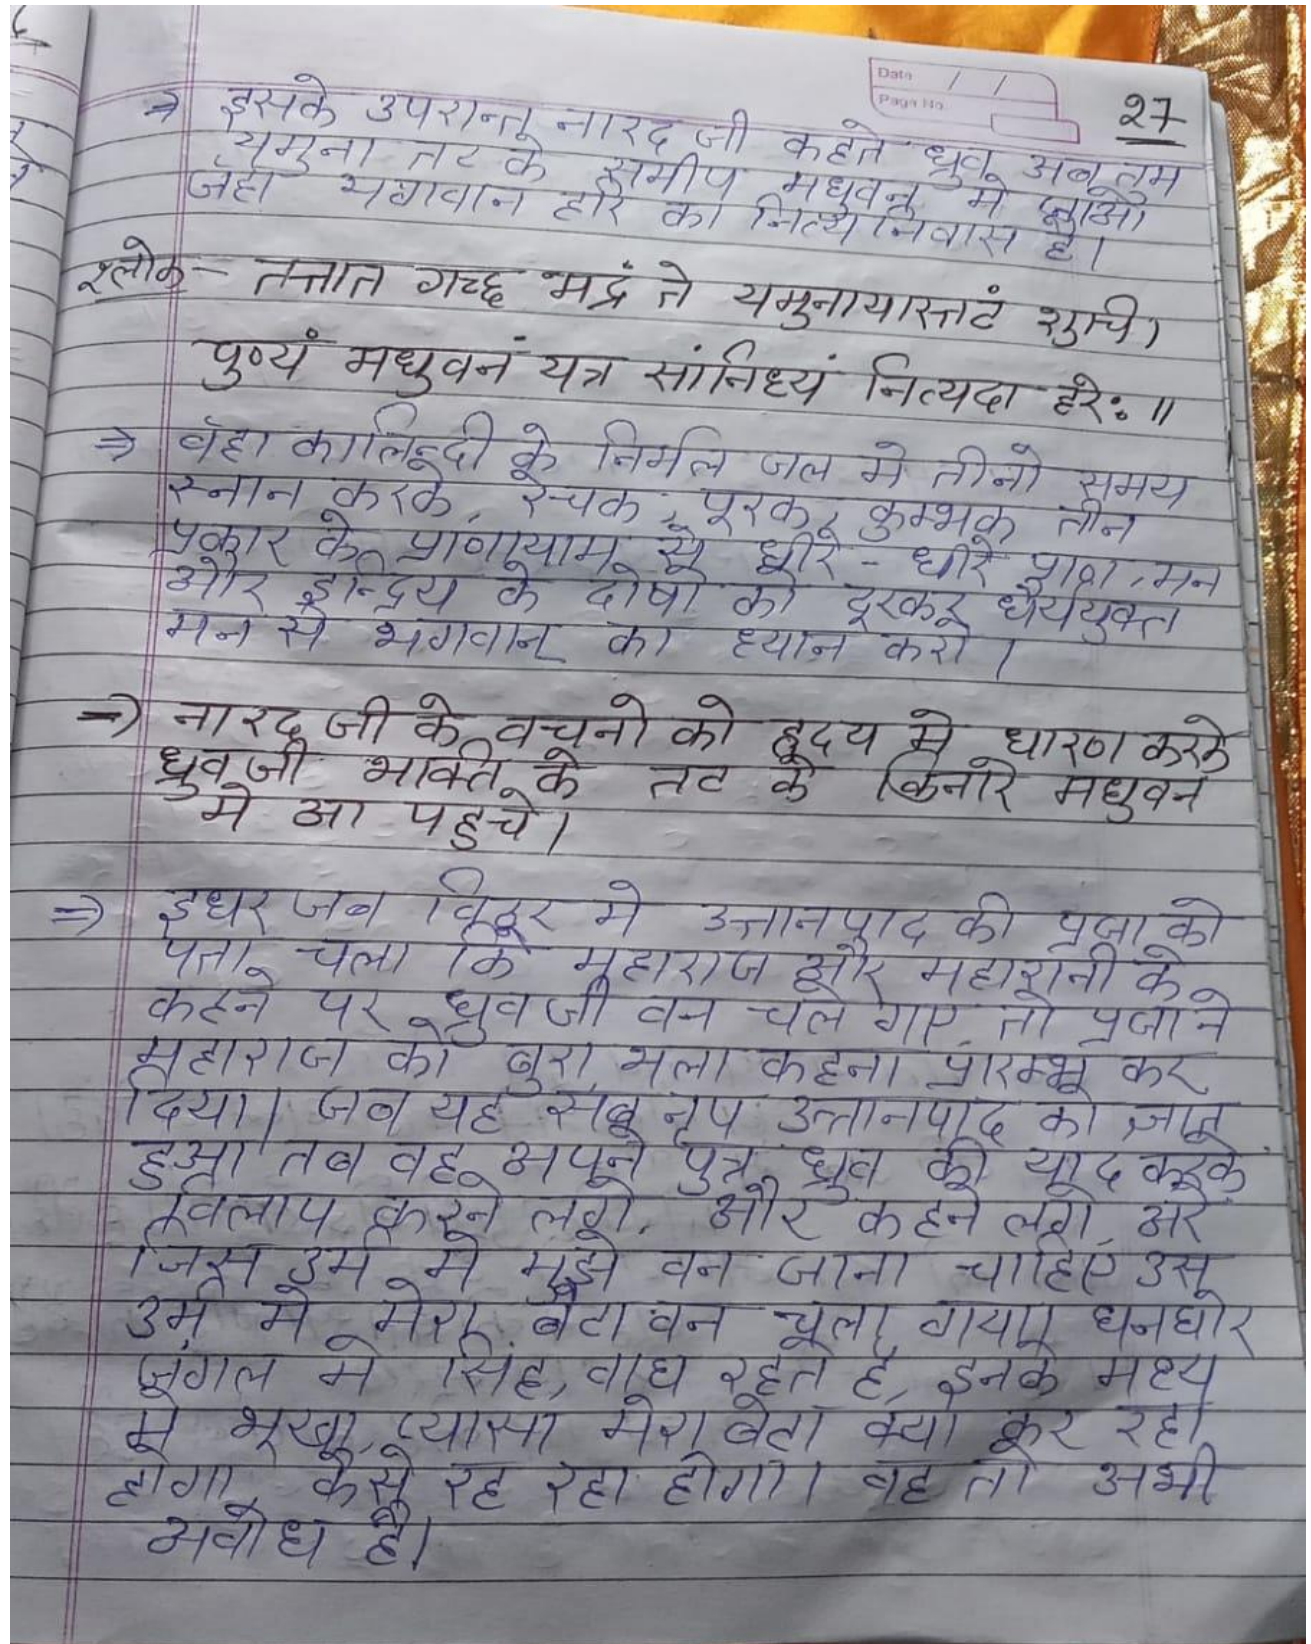 Date / /
Page No.
27
⇒ इसके उपरान्त नारद जी कहते ध्रुव अब तुम
यमुना तट के समीप मधुवन मे जाओ
जहा भगवान हरि का नित्य निवास है।
श्लोक- तत्तात गच्छ भद्रं ते यमुनायास्तटं शुचि।
पुण्यं मधुवनं यत्र सांनिध्यं नित्यदा हरेः॥
⇒ वंहा कालिन्दी के निर्मल जल मे तीनो समय
स्नान करके, रेचक, पूरक, कुम्भक तीन
प्रकार के प्राणायाम से धीरे - धीरे प्राण, मन
और इन्द्रिय के दोषो को दूरकर धैर्ययुक्त
मन से भगवान् का ध्यान करो।
⇒ नारद जी के वचनो को हृदय मे धारण करके
ध्रुव जी भक्ति के तट के किनारे मधुवन
मे आ पहुचे।
⇒ इधर जब विठूर मे उत्तानपाद की प्रजा को
पता चला कि महाराज और महारानी के
कहने पर ध्रुव जी वन चले गए तो प्रजा ने
महाराज को बुरा भला कहना प्रारम्भ कर
दिया। जब यह सब नृप उत्तानपाद को ज्ञात
हुआ तब वह अपने पुत्र ध्रुव की याद करके
विलाप करने लगे, और कहने लगे, अरे
जिस उर्म मे मुझे वन जाना चाहिए उस
उर्म मे मेरा बेटा वन चला गया। घनघोर
जंगल मे सिंह, वाघ रहते है, इनके मध्य
मे भूखा, प्यासा मेरा बेटा क्या कर रहा
होगा, कैसे रह रहा होगा। वह तो अभी
अवोध है।